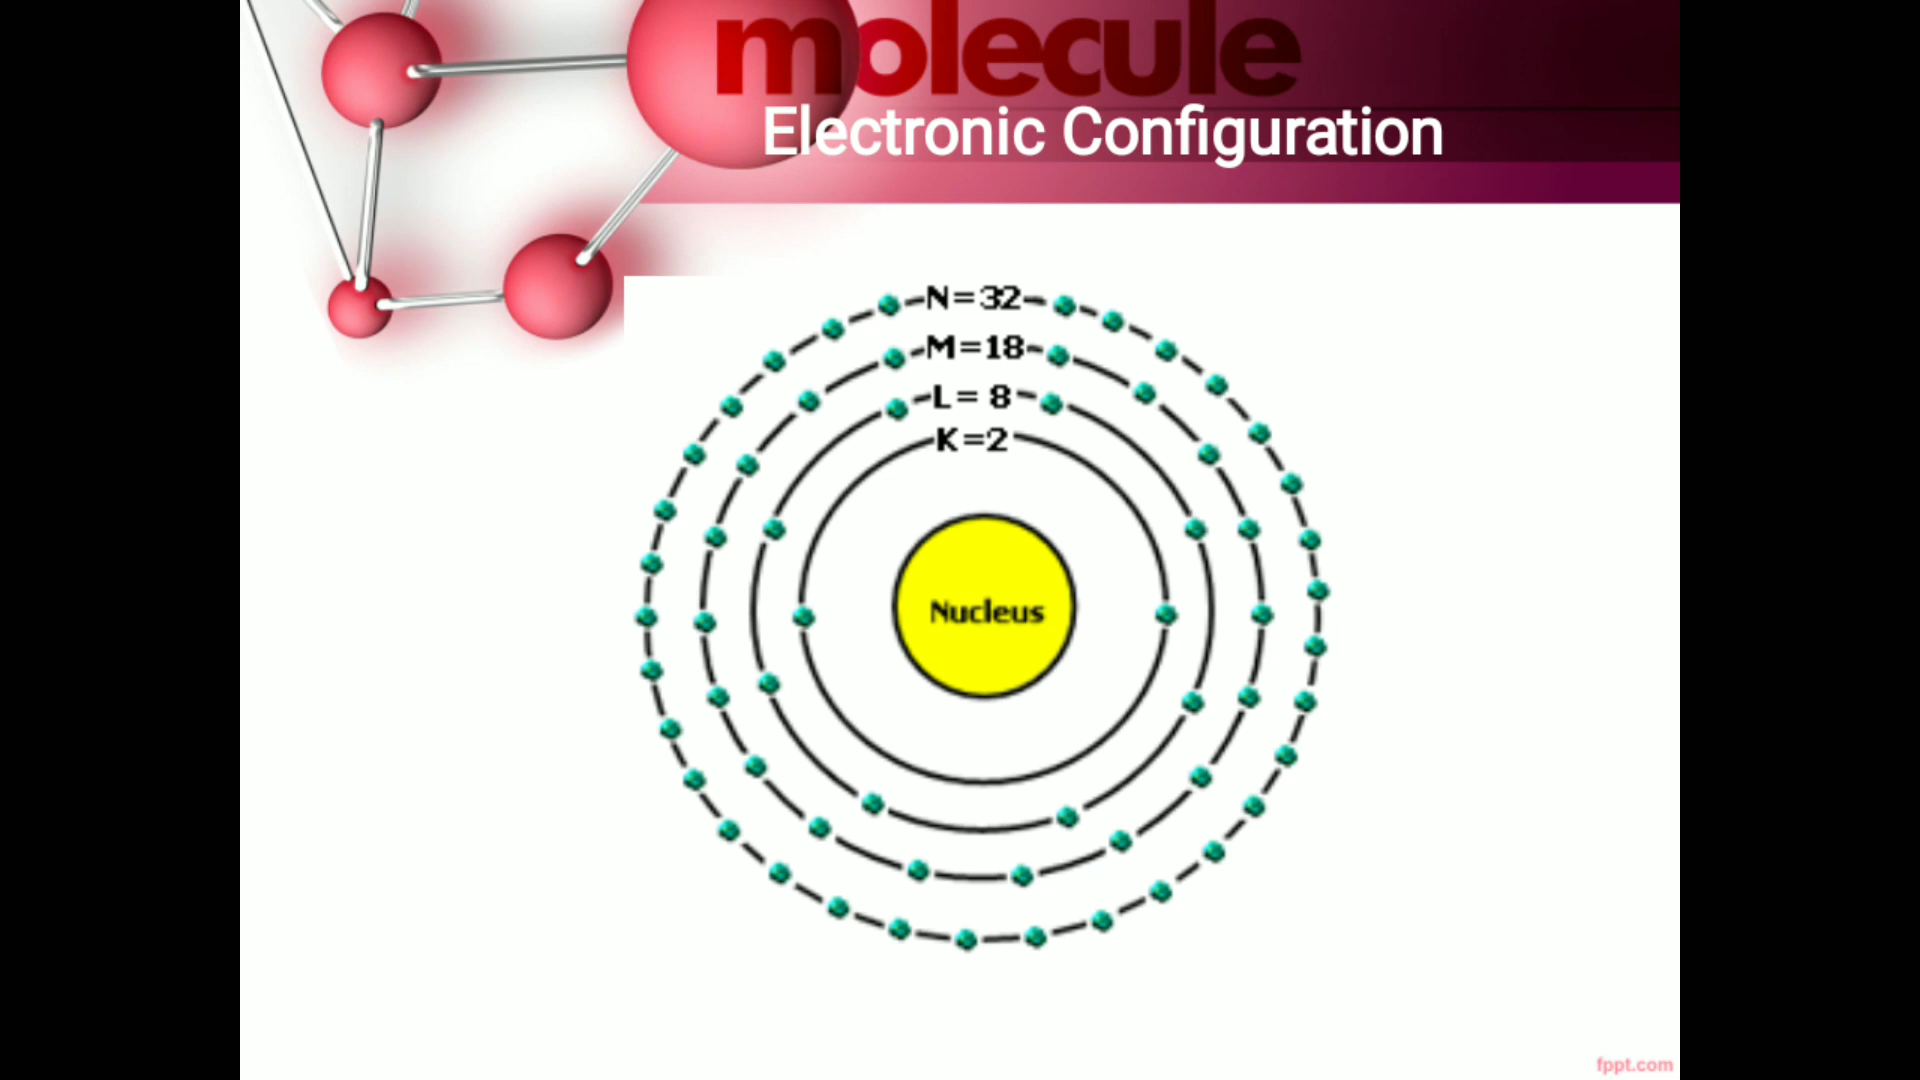 molecule
Electronic Configuration
N=32
M=18
L= 8
K=2
Nucleus
fppt.com